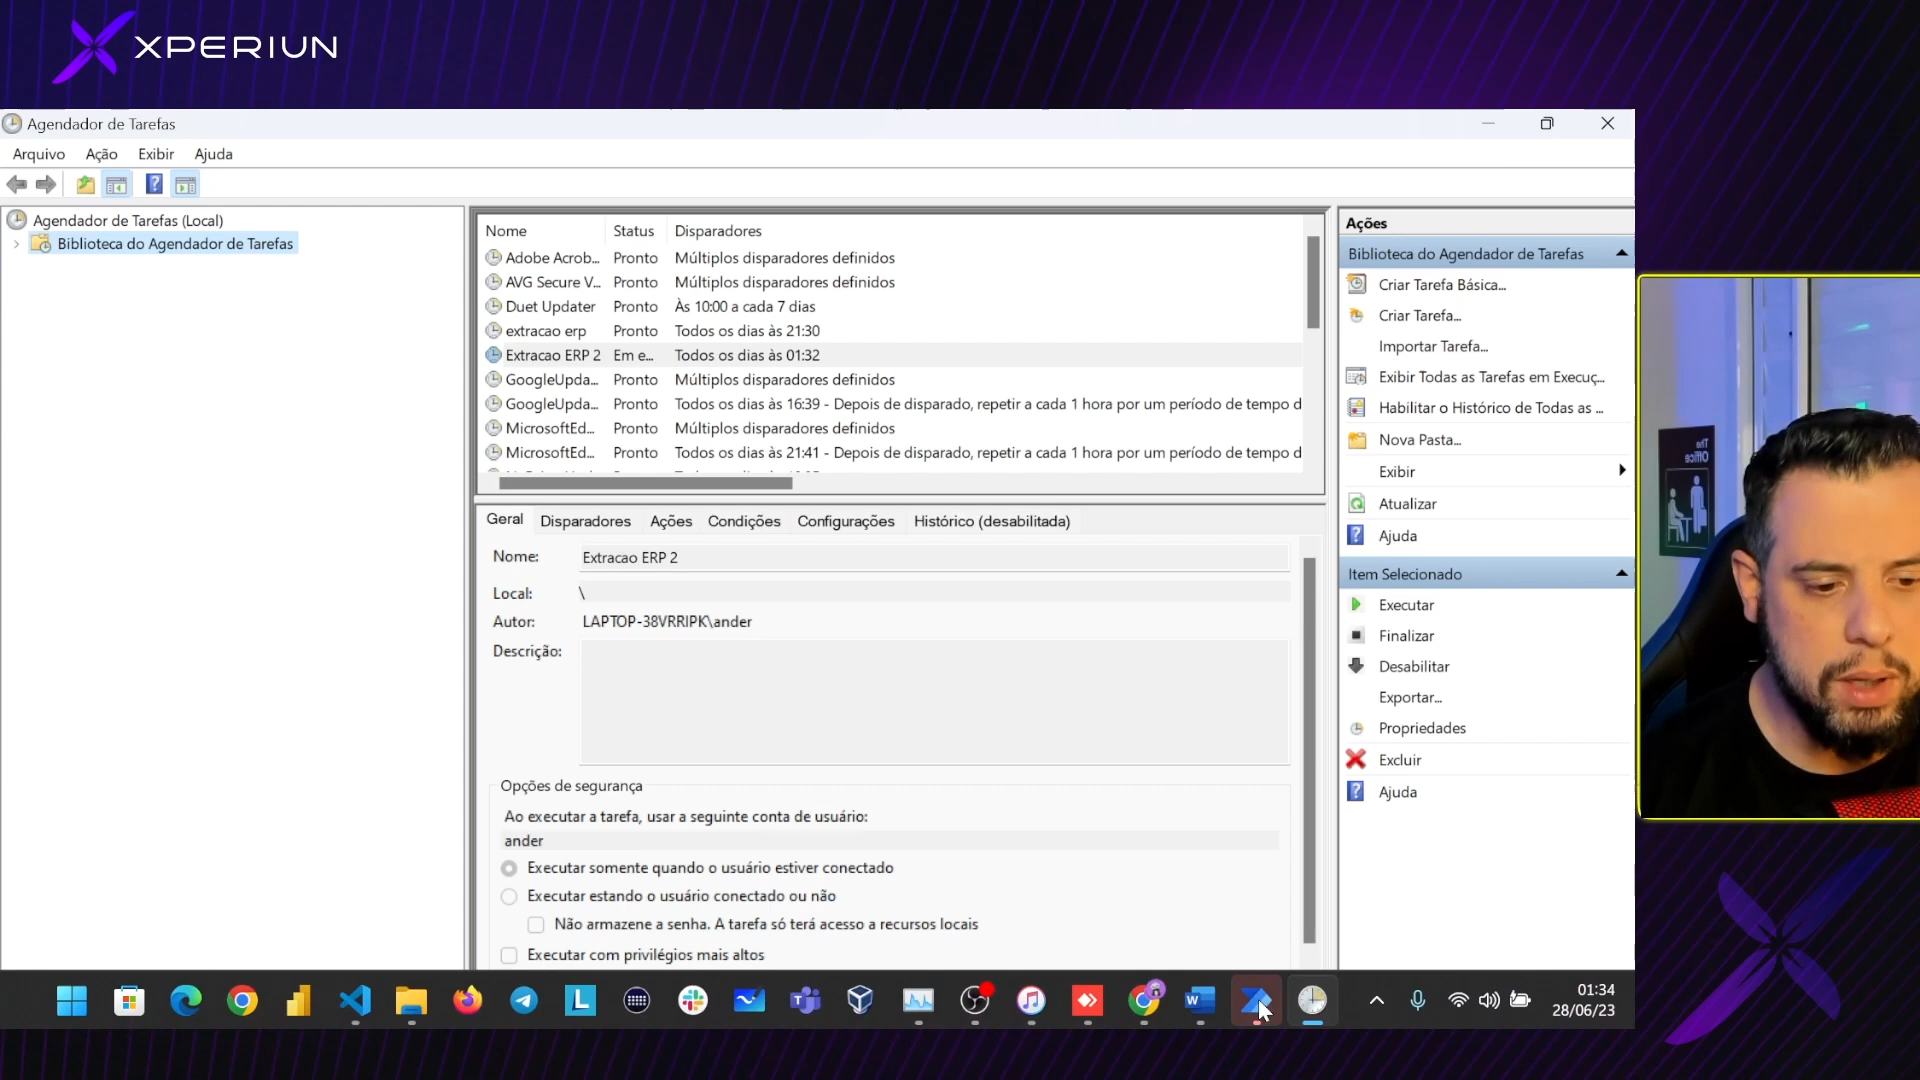 XPERIUN
Agendador de Tarefas
Arquivo Ação Exibir Ajuda
Agendador de Tarefas (Local)
Biblioteca do Agendador de Tarefas
Nome Status Disparadores
Adobe Acrob... Pronto Múltiplos disparadores definidos
AVG Secure V... Pronto Múltiplos disparadores definidos
Duet Updater Pronto Às 10:00 a cada 7 dias
extracao erp Pronto Todos os dias às 21:30
Extracao ERP 2 Em e... Todos os dias às 01:32
GoogleUpda... Pronto Múltiplos disparadores definidos
GoogleUpda... Pronto Todos os dias às 16:39 - Depois de disparado, repetir a cada 1 hora por um período de tempo d
MicrosoftEd... Pronto Múltiplos disparadores definidos
MicrosoftEd... Pronto Todos os dias às 21:41 - Depois de disparado, repetir a cada 1 hora por um período de tempo d
Geral Disparadores Ações Condições Configurações Histórico (desabilitada)
Nome: Extracao ERP 2
Local: \
Autor: LAPTOP-38VRRIPK\ander
Descrição:
Opções de segurança
Ao executar a tarefa, usar a seguinte conta de usuário:
ander
Executar somente quando o usuário estiver conectado
Executar estando o usuário conectado ou não
Não armazene a senha. A tarefa só terá acesso a recursos locais
Executar com privilégios mais altos
Ações
Biblioteca do Agendador de Tarefas
Criar Tarefa Básica...
Criar Tarefa...
Importar Tarefa...
Exibir Todas as Tarefas em Execuç...
Habilitar o Histórico de Todas as ...
Nova Pasta...
Exibir
Atualizar
Ajuda
Item Selecionado
Executar
Finalizar
Desabilitar
Exportar...
Propriedades
Excluir
Ajuda
The
Office
01:34
28/06/23